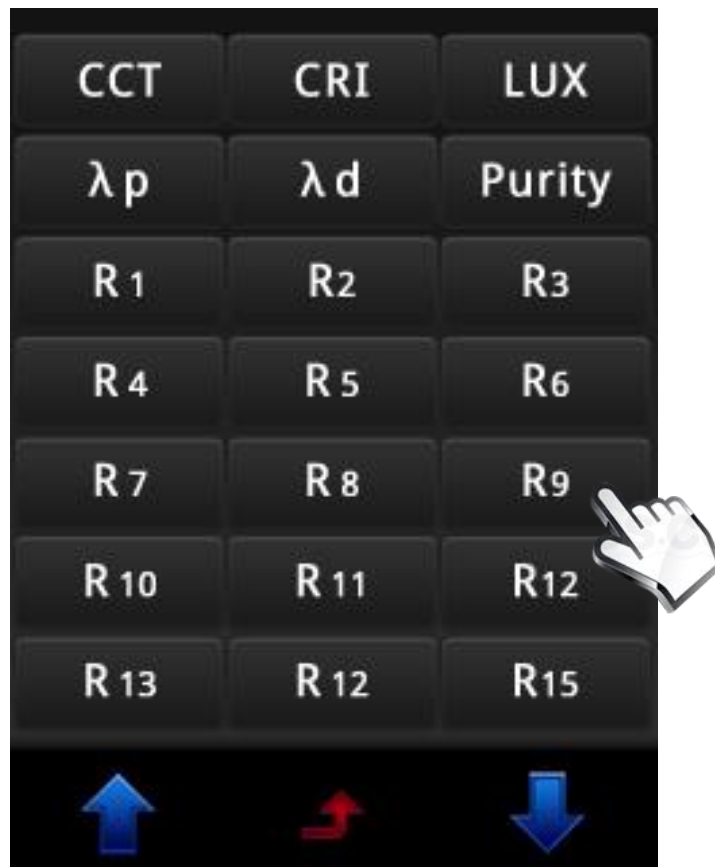 CCT CRI LUX
λp λd Purity
R1 R2 R3
R4 R5 R6
R7 R8 R9
R10 R11 R12
R13 R12 R15